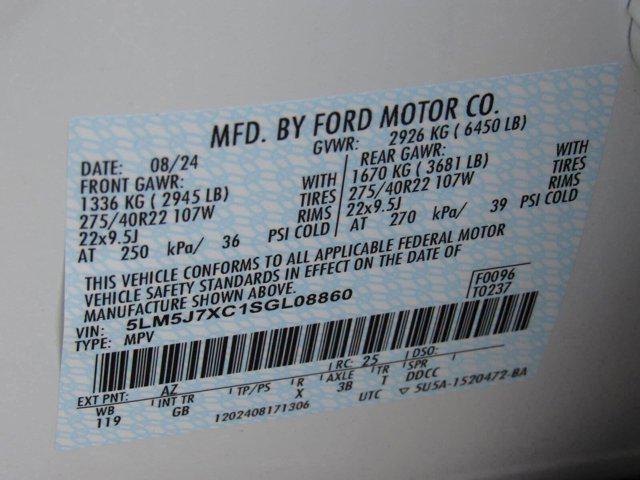 MFD. BY FORD MOTOR CO.
DATE: 08/24 GVWR: 2926 KG ( 6450 LB)
FRONT GAWR: REAR GAWR:
1336 KG ( 2945 LB) WITH 1670 KG ( 3681 LB) WITH
275/40R22 107W TIRES 275/40R22 107W TIRES
22x9.5J RIMS 22x9.5J RIMS
AT 250 kPa/ 36 PSI COLD AT 270 kPa/ 39 PSI COLD
THIS VEHICLE CONFORMS TO ALL APPLICABLE FEDERAL MOTOR
VEHICLE SAFETY STANDARDS IN EFFECT ON THE DATE OF
MANUFACTURE SHOWN ABOVE.
F0096
T0237
VIN: 5LM5J7XC1SGL08860
TYPE: MPV
EXT PNT: AZ RC: 25 DSO:
WB INT TR TP/PS R AXLE TR SPR
119 GB X 3B T DDCC
1202408171306 UTC 5U5A-1520472-BA